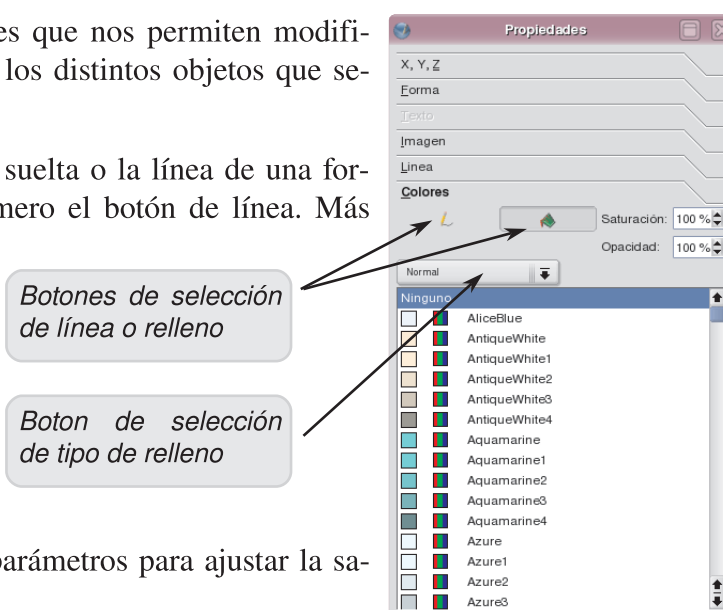 es que nos permiten modifi-
los distintos objetos que se-
suelta o la línea de una for-
mero el botón de línea. Más
Botones de selección
de línea o relleno
Boton de selección
de tipo de relleno
parámetros para ajustar la sa-
Propiedades
X, Y, Z
Forma
Texto
Imagen
Linea
Colores
Saturación: 100 %
Opacidad: 100 %
Normal
Ninguno
AliceBlue
AntiqueWhite
AntiqueWhite1
AntiqueWhite2
AntiqueWhite3
AntiqueWhite4
Aquamarine
Aquamarine1
Aquamarine2
Aquamarine3
Aquamarine4
Azure
Azure1
Azure2
Azure3